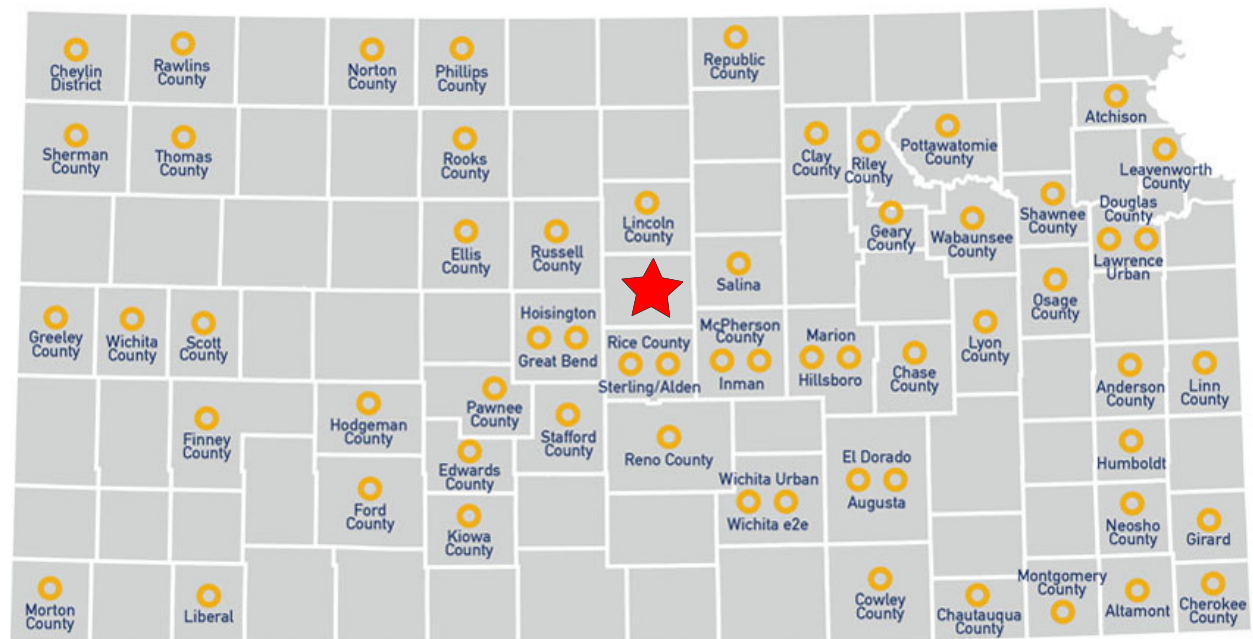 Cheylin
District
Rawlins
County
Norton
County
Phillips
County
Republic
County
Atchison
Sherman
County
Thomas
County
Rooks
County
Clay
County
Riley
County
Pottawatomie
County
Leavenworth
County
Ellis
County
Russell
County
Lincoln
County
Salina
Geary
County
Wabaunsee
County
Shawnee
County
Douglas
County
Lawrence
Urban
Greeley
County
Wichita
County
Scott
County
Hoisington
Great Bend
Rice County
Sterling/Alden
McPherson
County
Inman
Marion
Hillsboro
Chase
County
Lyon
County
Osage
County
Anderson
County
Linn
County
Finney
County
Hodgeman
County
Pawnee
County
Stafford
County
Edwards
County
Reno County
Wichita Urban
Wichita e2e
El Dorado
Augusta
Humboldt
Ford
County
Kiowa
County
Neosho
County
Girard
Morton
County
Liberal
Cowley
County
Chautauqua
County
Montgomery
County
Altamont
Cherokee
County